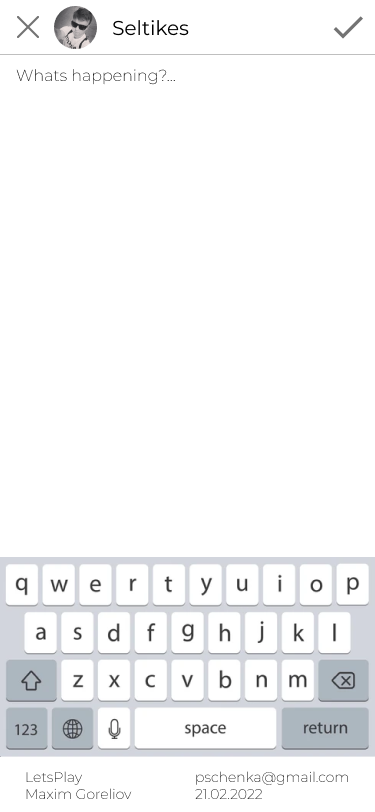 Seltikes
Whats happening?...
q w e r t y u i o p
a s d f g h j k l
z x c v b n m
123 space return
LetsPlay pschenka@gmail.com
Maxim Goreliov 21.02.2022